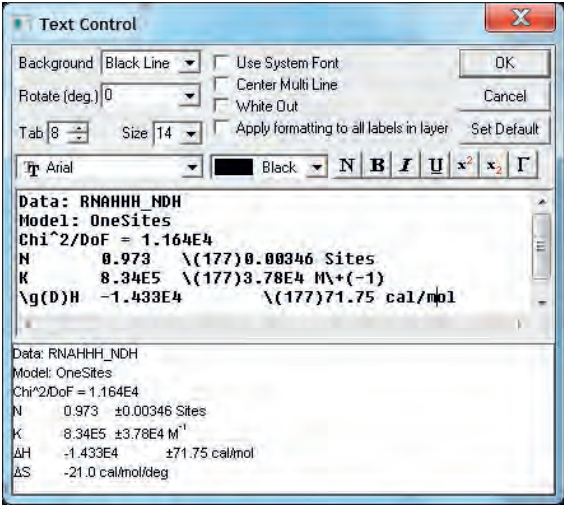 Text Control
X
Background Black Line Use System Font OK
Center Multi Line
Rotate (deg.) 0 White Out Cancel
Tab 8 Size 14 Apply formatting to all labels in layer Set Default
Tr Arial Black N B I U x² x₂ Γ
Data: RNAHHH_NDH
Model: OneSites
Chi^2/DoF = 1.164E4
N 0.973 \(177)0.00346 Sites
K 8.34E5 \(177)3.78E4 M\+(-1)
\g(D)H -1.433E4 \(177)71.75 cal/mol
Data: RNAHHH_NDH
Model: OneSites
Chi^2/DoF = 1.164E4
N 0.973 ±0.00346 Sites
K 8.34E5 ±3.78E4 M⁻¹
ΔH -1.433E4 ±71.75 cal/mol
ΔS -21.0 cal/mol/deg